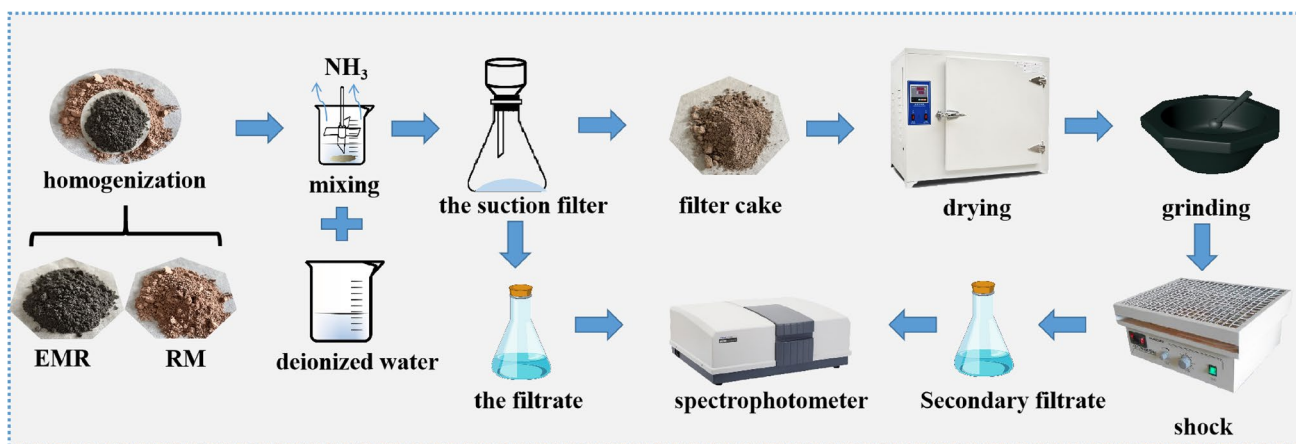 NH₃
homogenization
mixing
the suction filter
filter cake
drying
grinding
EMR
RM
deionized water
the filtrate
spectrophotometer
Secondary filtrate
shock